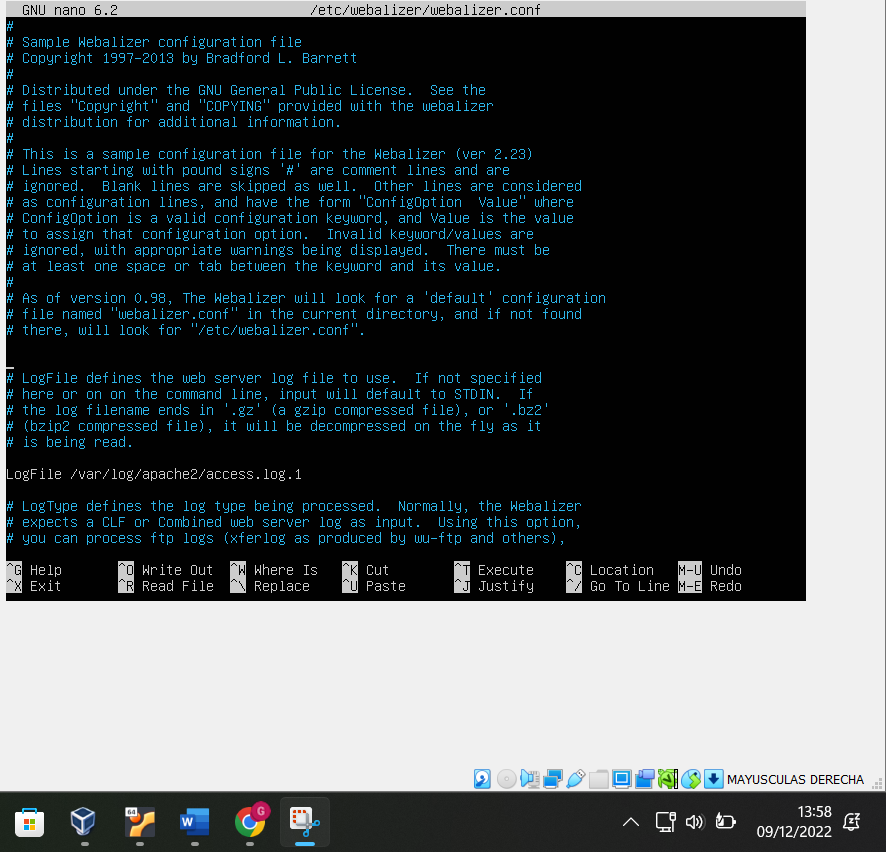 GNU nano 6.2 /etc/webalizer/webalizer.conf
#
# Sample Webalizer configuration file
# Copyright 1997-2013 by Bradford L. Barrett
#
# Distributed under the GNU General Public License.  See the
# files "Copyright" and "COPYING" provided with the webalizer
# distribution for additional information.
#
# This is a sample configuration file for the Webalizer (ver 2.23)
# Lines starting with pound signs '#' are comment lines and are
# ignored.  Blank lines are skipped as well.  Other lines are considered
# as configuration lines, and have the form "ConfigOption  Value" where
# ConfigOption is a valid configuration keyword, and Value is the value
# to assign that configuration option.  Invalid keyword/values are
# ignored, with appropriate warnings being displayed.  There must be
# at least one space or tab between the keyword and its value.
#
# As of version 0.98, The Webalizer will look for a 'default' configuration
# file named "webalizer.conf" in the current directory, and if not found
# there, will look for "/etc/webalizer.conf".
# LogFile defines the web server log file to use.  If not specified
# here or on on the command line, input will default to STDIN.  If
# the log filename ends in '.gz' (a gzip compressed file), or '.bz2'
# (bzip2 compressed file), it will be decompressed on the fly as it
# is being read.
LogFile /var/log/apache2/access.log.1
# LogType defines the log type being processed.  Normally, the Webalizer
# expects a CLF or Combined web server log as input.  Using this option,
# you can process ftp logs (xferlog as produced by wu-ftp and others),
^G Help ^O Write Out ^W Where Is ^K Cut ^T Execute ^C Location M-U Undo
^X Exit ^R Read File ^\ Replace ^U Paste ^J Justify ^/ Go To Line M-E Redo
MAYUSCULAS DERECHA
64
W
G
13:58
09/12/2022